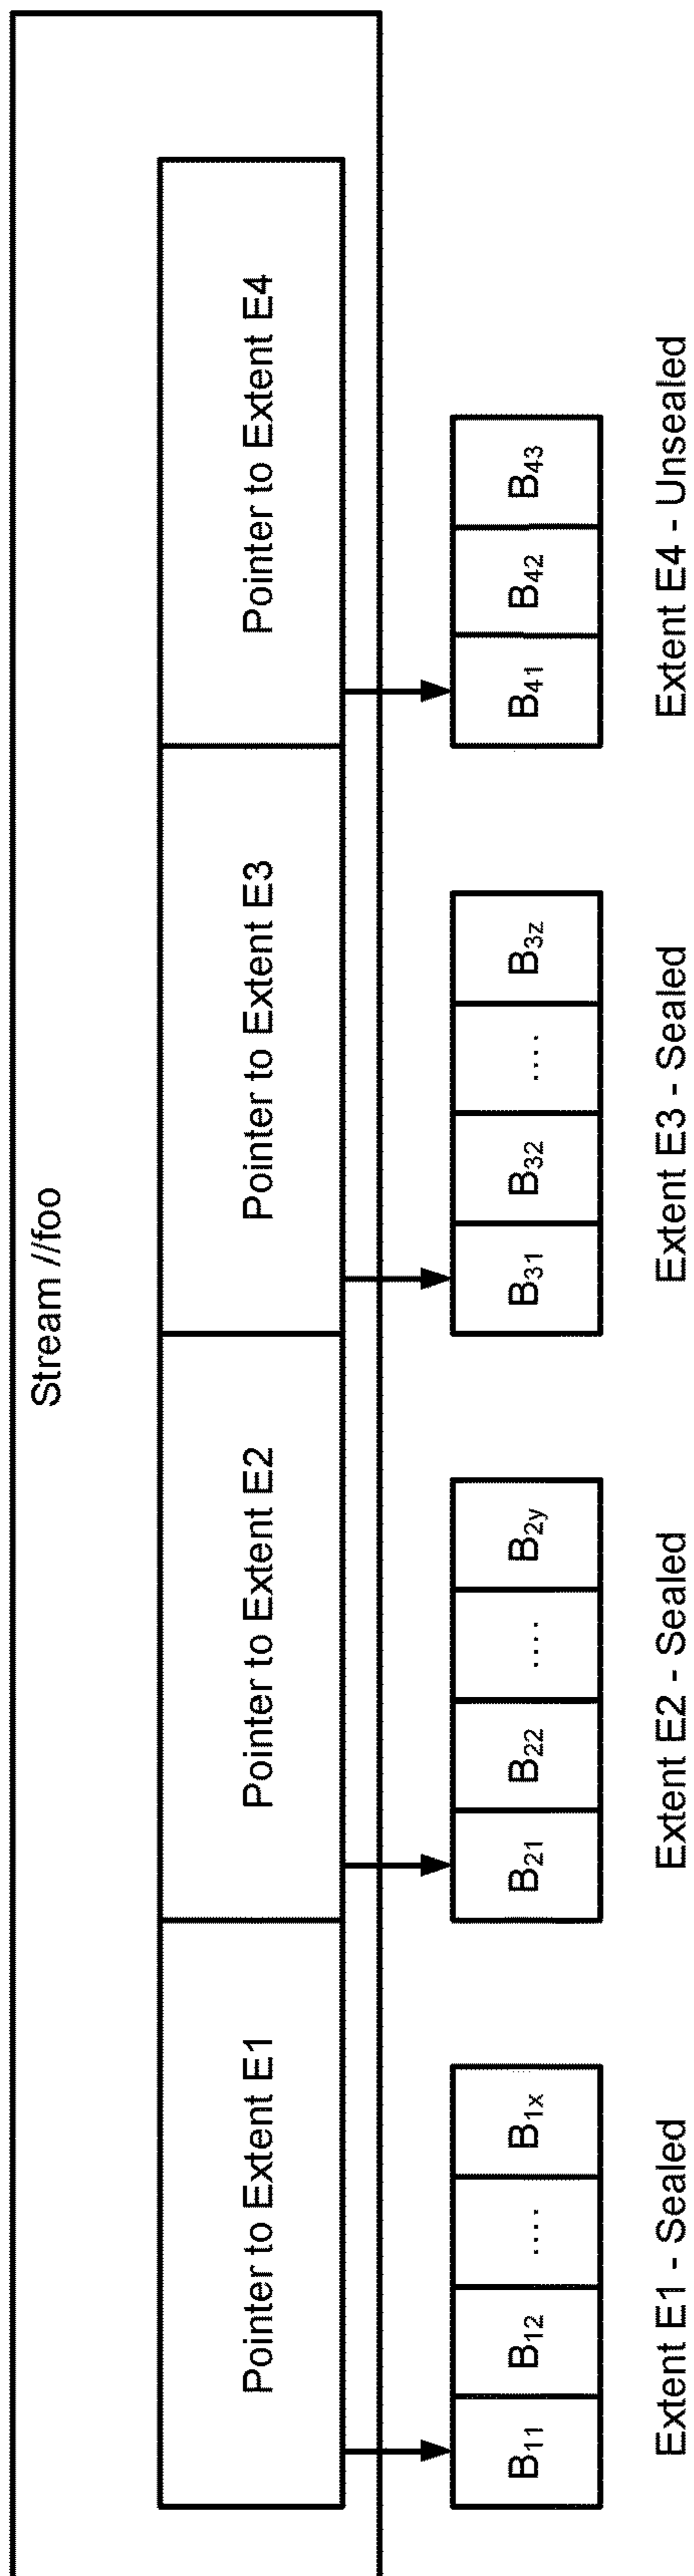 Stream //foo
Pointer to Extent E1
Pointer to Extent E2
Pointer to Extent E3
Pointer to Extent E4
B11 B12 .... B1x
B21 B22 .... B2y
B31 B32 .... B3z
B41 B42 B43
Extent E1 - Sealed
Extent E2 - Sealed
Extent E3 - Sealed
Extent E4 - Unsealed